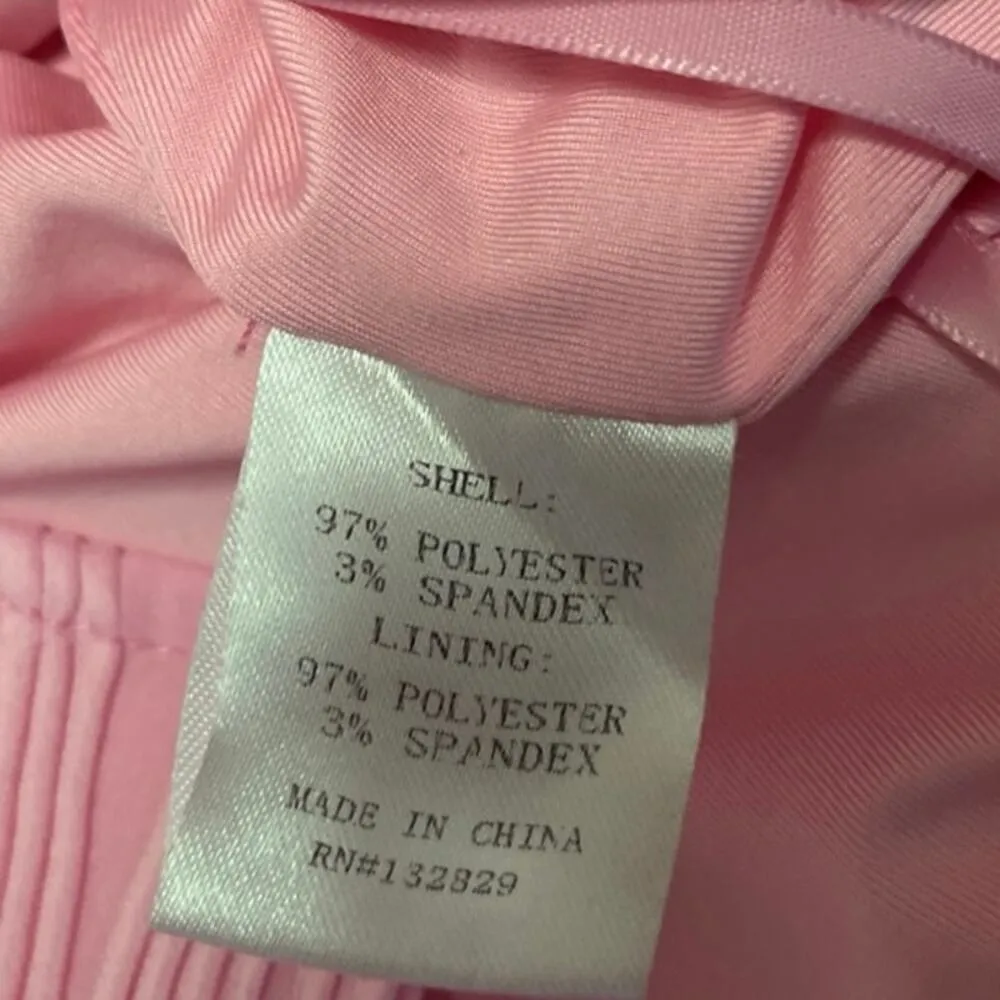 SHELL:
97% POLYESTER
3% SPANDEX
LINING:
97% POLYESTER
3% SPANDEX
MADE IN CHINA
RN#132829